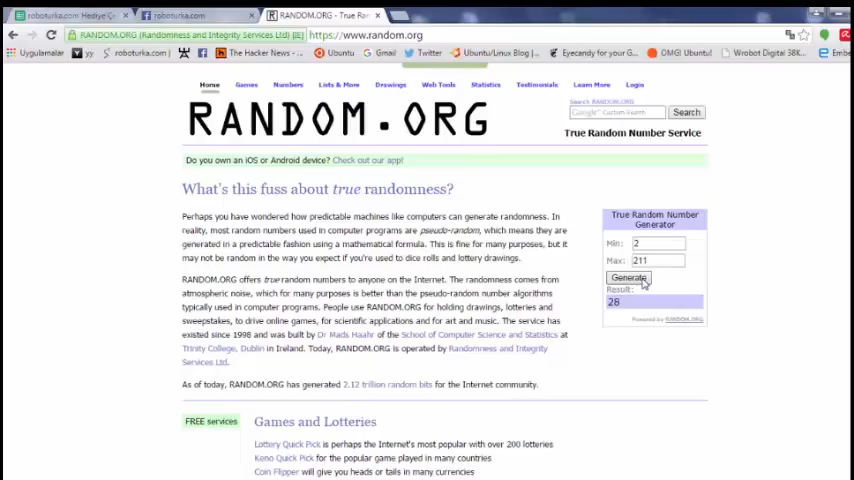 roboturka.com Hediye Çe
roboturka.com
RANDOM.ORG - True Ra
RANDOM.ORG (Randomness and Integrity Services Ltd) [IE]
https://www.random.org
Uygulamalar
roboturka.com/...
The Hacker News -...
Ubuntu
Gmail
Twitter
Ubuntu/Linux Blog |...
Eyecandy for your G...
OMG! Ubuntu!
Wrobot Digital 38K...
Embe
Home
Games
Numbers
Lists & More
Drawings
Web Tools
Statistics
Testimonials
Learn More
Login
RANDOM.ORG
Search RANDOM.ORG
Google™ Custom Search
Search
True Random Number Service
Do you own an iOS or Android device? Check out our app!
What's this fuss about true randomness?
Perhaps you have wondered how predictable machines like computers can generate randomness. In
reality, most random numbers used in computer programs are pseudo-random, which means they are
generated in a predictable fashion using a mathematical formula. This is fine for many purposes, but it
may not be random in the way you expect if you're used to dice rolls and lottery drawings.
RANDOM.ORG offers true random numbers to anyone on the Internet. The randomness comes from
atmospheric noise, which for many purposes is better than the pseudo-random number algorithms
typically used in computer programs. People use RANDOM.ORG for holding drawings, lotteries and
sweepstakes, to drive online games, for scientific applications and for art and music. The service has
existed since 1998 and was built by Dr Mads Haahr of the School of Computer Science and Statistics at
Trinity College, Dublin in Ireland. Today, RANDOM.ORG is operated by Randomness and Integrity
Services Ltd.
As of today, RANDOM.ORG has generated 2.12 trillion random bits for the Internet community.
True Random Number
Generator
Min: 2
Max: 211
Generate
Result:
28
Powered by RANDOM.ORG
FREE services
Games and Lotteries
Lottery Quick Pick is perhaps the Internet's most popular with over 200 lotteries
Keno Quick Pick for the popular game played in many countries
Coin Flipper will give you heads or tails in many currencies